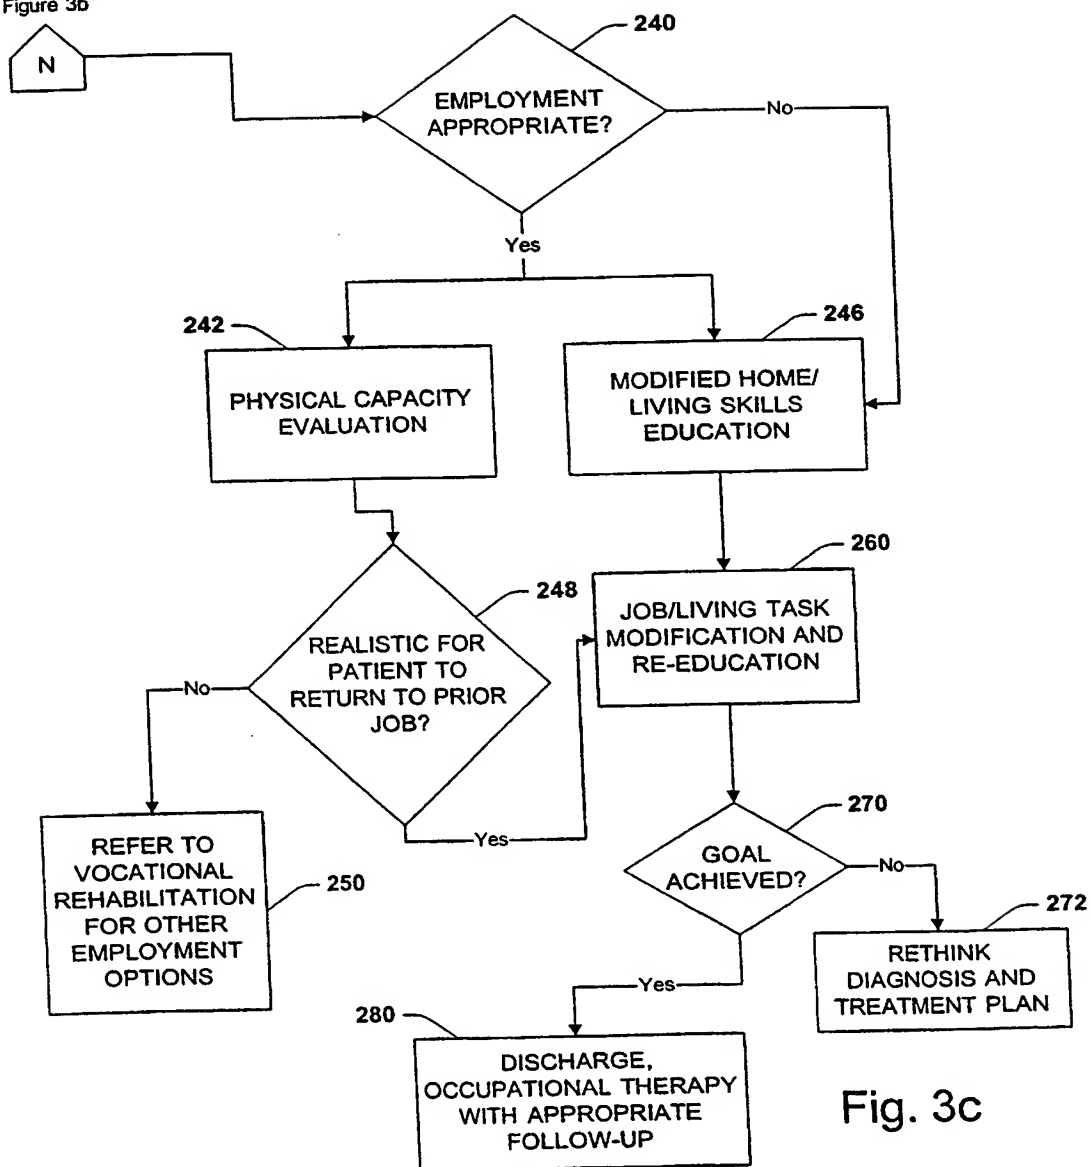 Figure 3b
N
240
EMPLOYMENT
APPROPRIATE?
No
Yes
242
PHYSICAL CAPACITY
EVALUATION
246
MODIFIED HOME/
LIVING SKILLS
EDUCATION
248
REALISTIC FOR
PATIENT TO
RETURN TO PRIOR
JOB?
No
Yes
260
JOB/LIVING TASK
MODIFICATION AND
RE-EDUCATION
250
REFER TO
VOCATIONAL
REHABILITATION
FOR OTHER
EMPLOYMENT
OPTIONS
270
GOAL
ACHIEVED?
No
Yes
272
RETHINK
DIAGNOSIS AND
TREATMENT PLAN
280
DISCHARGE,
OCCUPATIONAL THERAPY
WITH APPROPRIATE
FOLLOW-UP
Fig. 3c